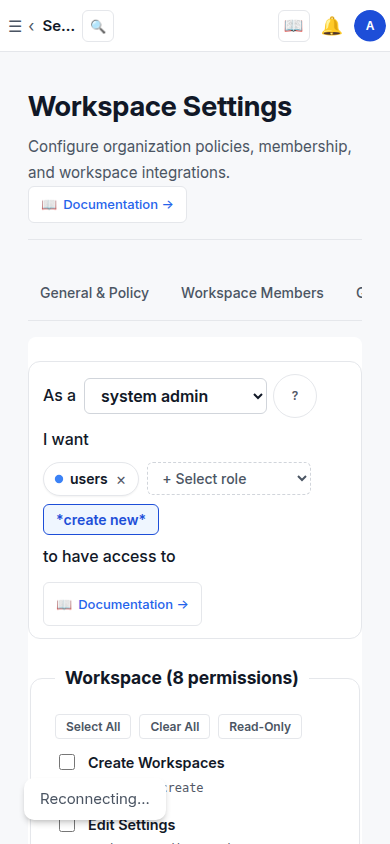 Se...
A
Workspace Settings
Configure organization policies, membership,
and workspace integrations.
Documentation →
General & Policy Workspace Members
As a system admin ?
I want
users × + Select role
*create new*
to have access to
Documentation →
Workspace (8 permissions)
Select All Clear All Read-Only
Create Workspaces
create
Reconnecting...
Edit Settings